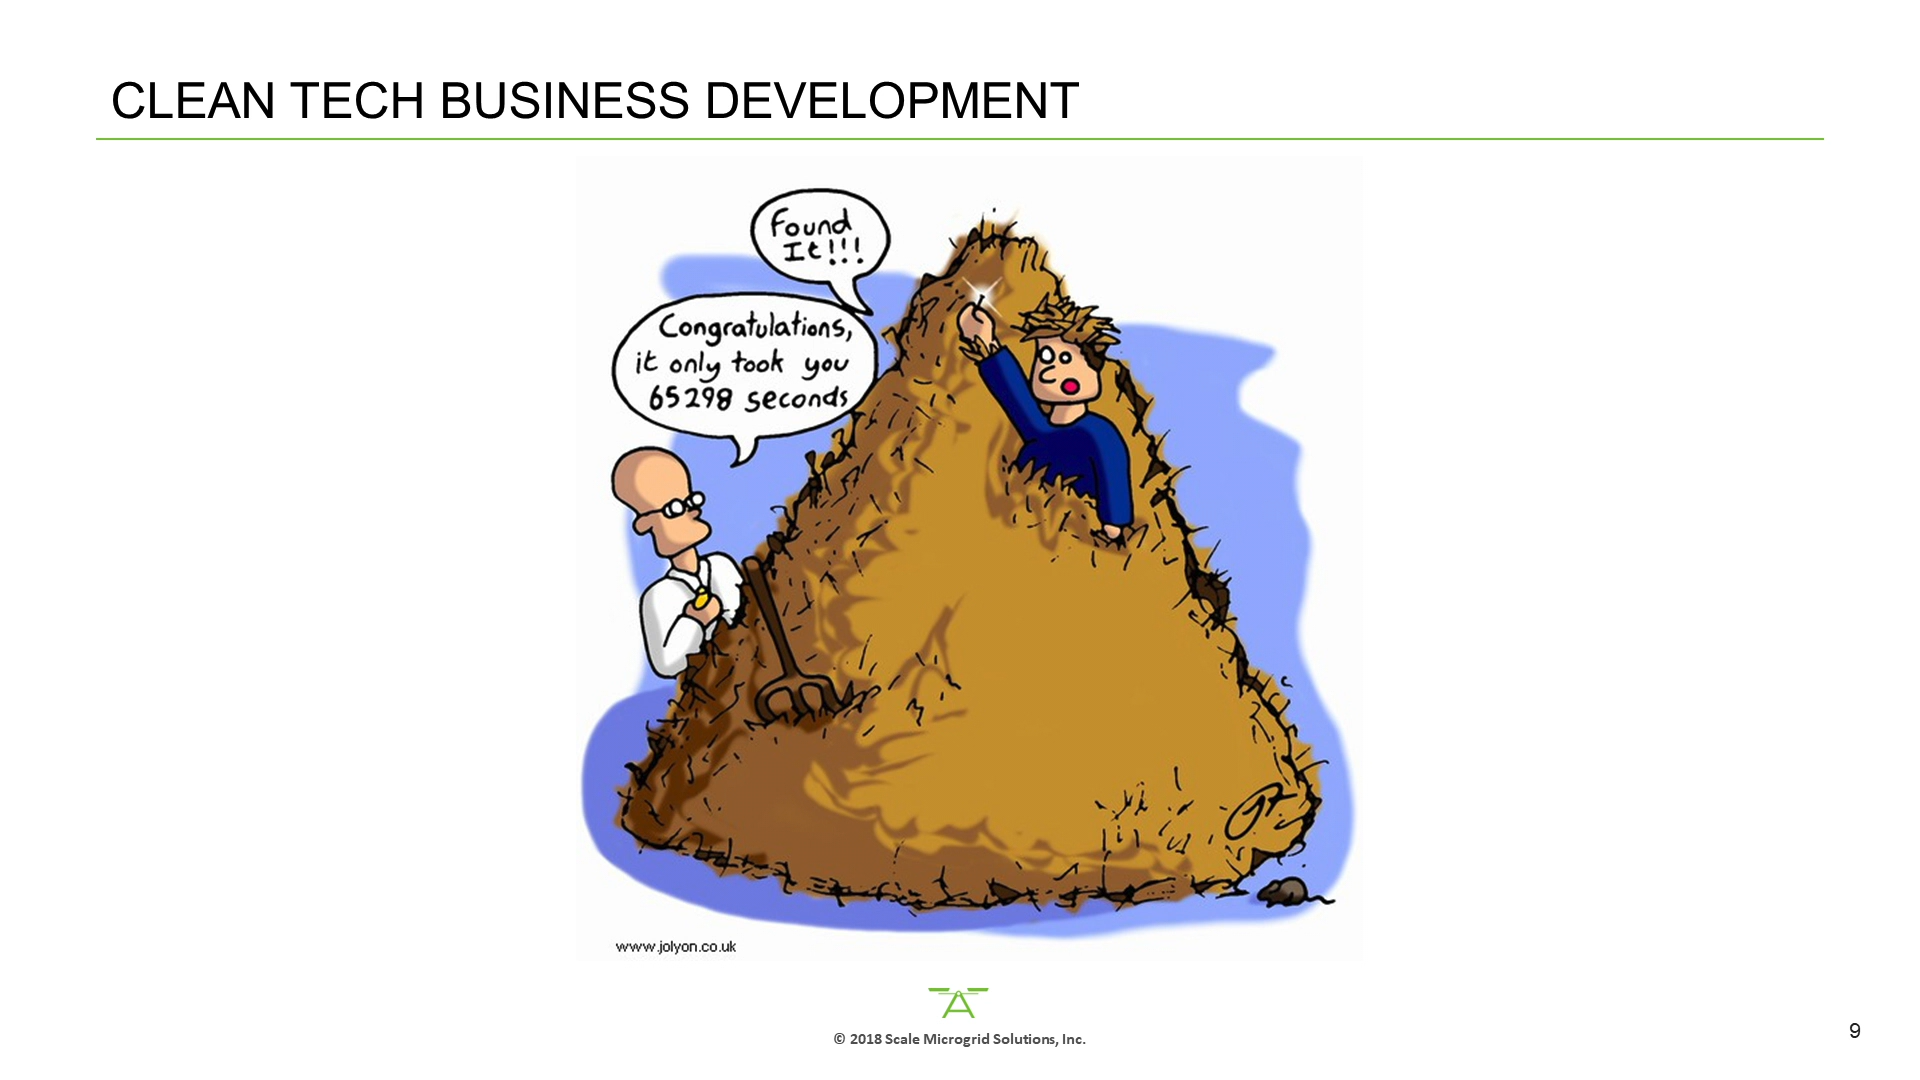 CLEAN TECH BUSINESS DEVELOPMENT
Found
It!!!
Congratulations,
it only took you
65298 seconds
www.jolyon.co.uk
© 2018 Scale Microgrid Solutions, Inc.
9